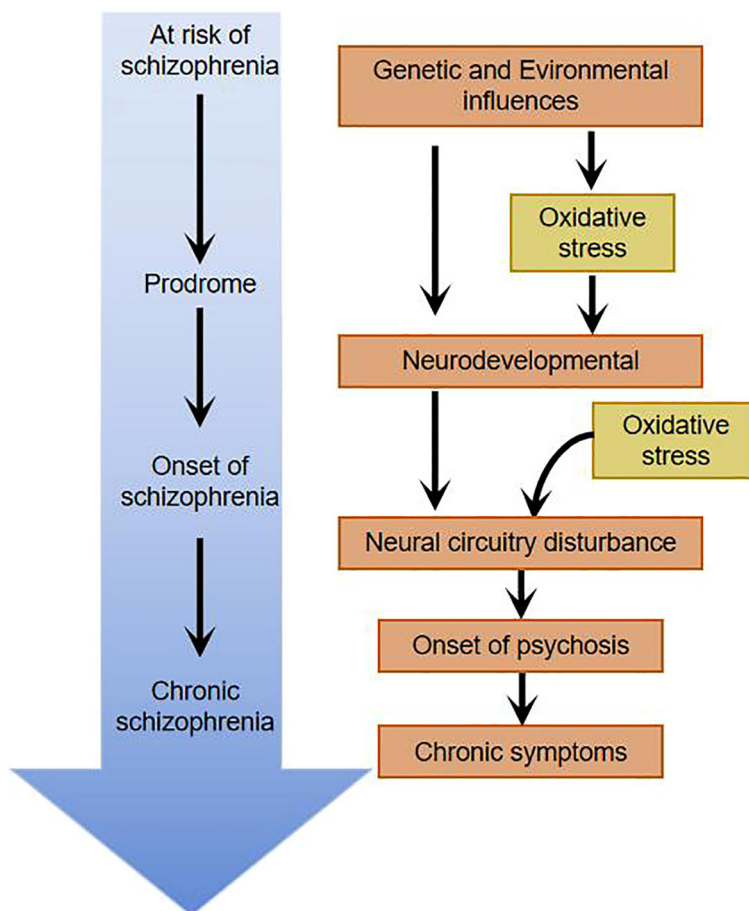 At risk of
schizophrenia
Prodrome
Onset of
schizophrenia
Chronic
schizophrenia
Genetic and Evironmental
influences
Oxidative
stress
Neurodevelopmental
Oxidative
stress
Neural circuitry disturbance
Onset of psychosis
Chronic symptoms